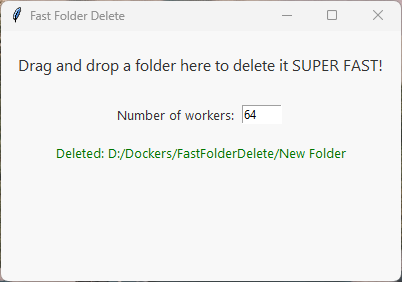 Fast Folder Delete
Drag and drop a folder here to delete it SUPER FAST!
Number of workers: 64
Deleted: D:/Dockers/FastFolderDelete/New Folder